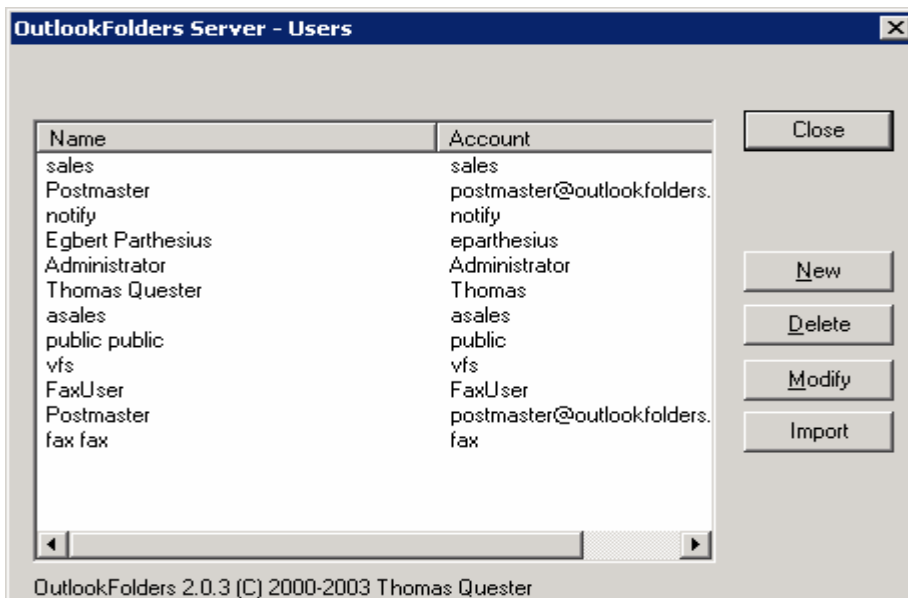 OutlookFolders Server - Users
Name Account
sales sales
Postmaster postmaster@outlookfolders.
notify notify
Egbert Parthesius eparthesius
Administrator Administrator
Thomas Quester Thomas
asales asales
public public public
vfs vfs
FaxUser FaxUser
Postmaster postmaster@outlookfolders.
fax fax fax
Close
New
Delete
Modify
Import
OutlookFolders 2.0.3 (C) 2000-2003 Thomas Quester